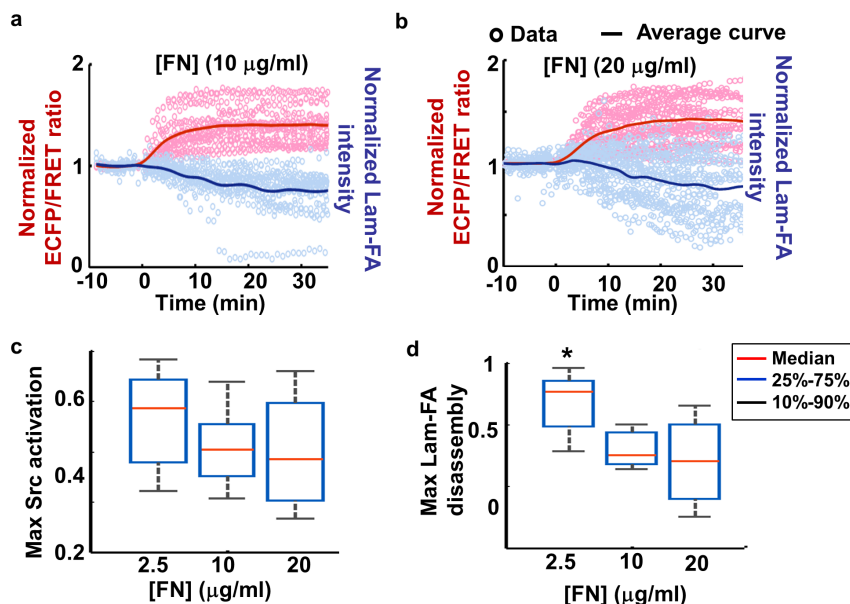 a
[FN] (10 μg/ml)
Normalized
ECFP/FRET ratio
2
1
0
-10 0 10 20 30
Time (min)
Normalized Lam-FA
intensity
b
Data Average curve
[FN] (20 μg/ml)
Normalized
ECFP/FRET ratio
2
1
0
-10 0 10 20 30
Time (min)
Normalized Lam-FA
intensity
c
Max Src activation
0.6
0.4
0.2
2.5 10 20
[FN] (μg/ml)
d
Max Lam-FA
disassembly
1
0.5
0
*
2.5 10 20
[FN] (μg/ml)
Median
25%-75%
10%-90%